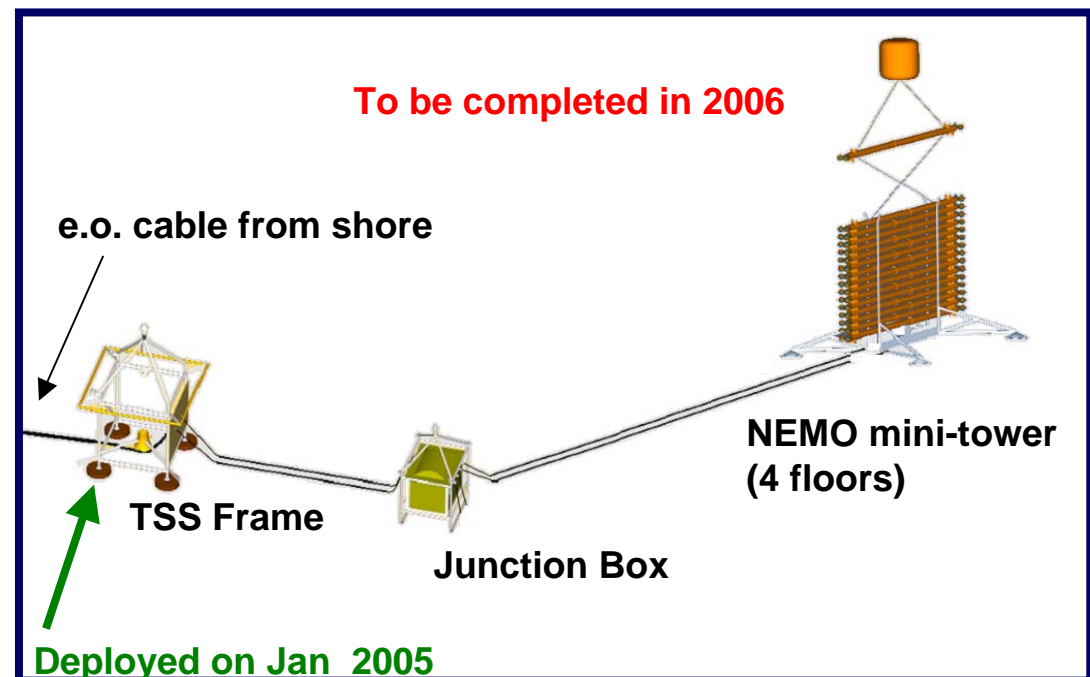 To be completed in 2006
e.o. cable from shore
NEMO mini-tower
(4 floors)
TSS Frame
Junction Box
Deployed on Jan 2005